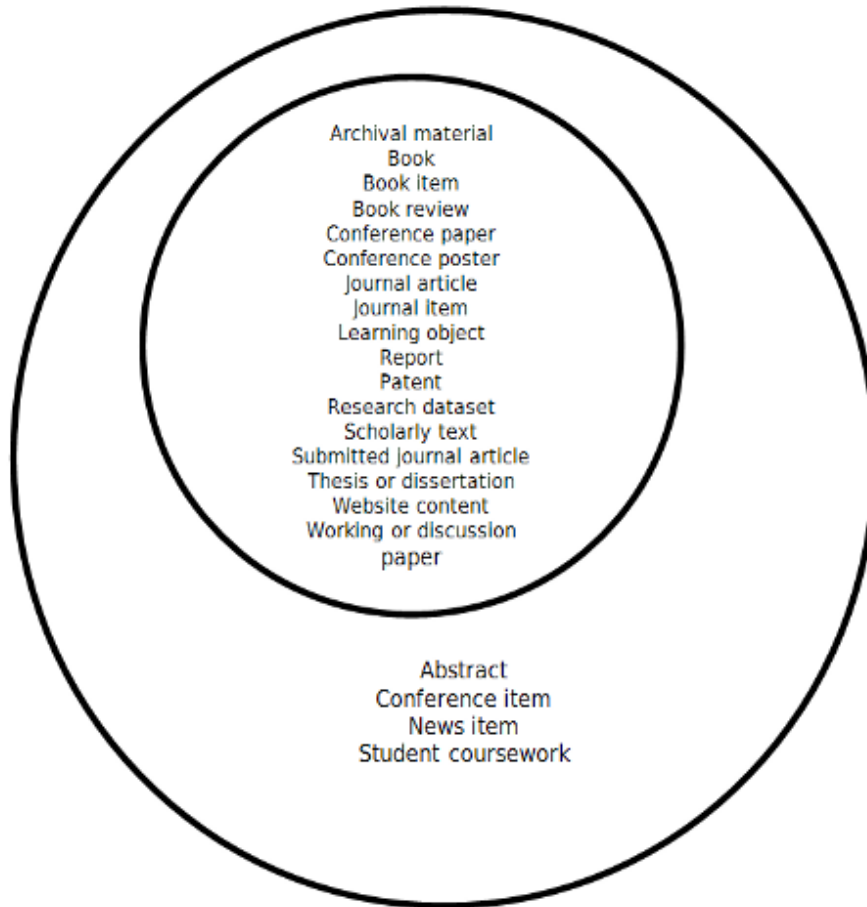 Archival material
Book
Book item
Book review
Conference paper
Conference poster
Journal article
Journal item
Learning object
Report
Patent
Research dataset
Scholarly text
Submitted journal article
Thesis or dissertation
Website content
Working or discussion
paper
Abstract
Conference item
News item
Student coursework